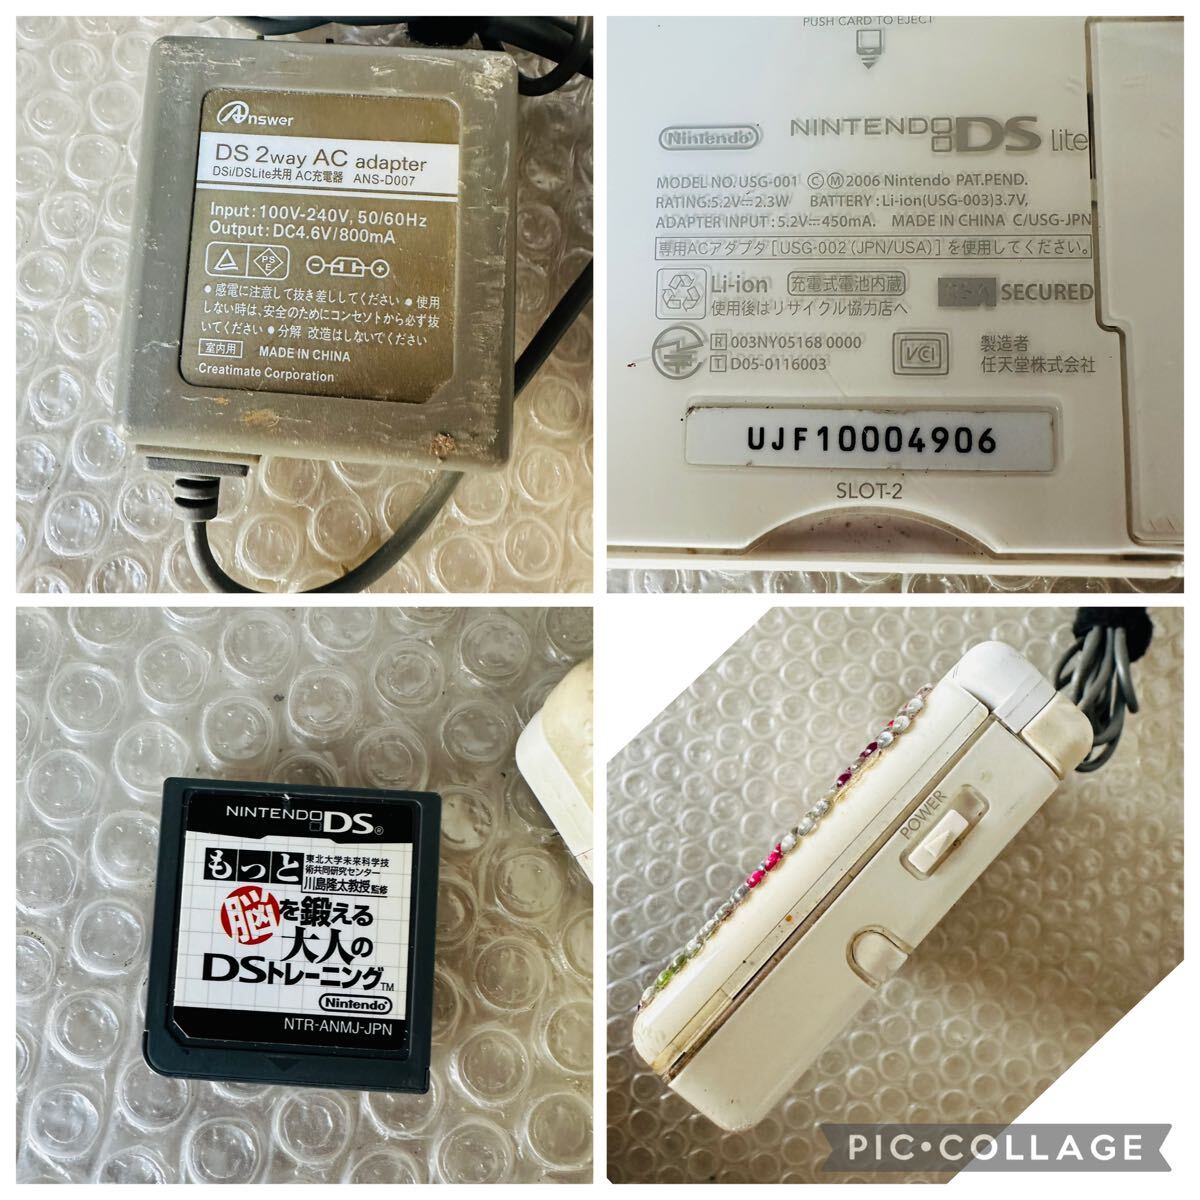 Answer
DS 2way AC adapter
DSi/DSLite共用 AC充電器 ANS-D007
Input:100V-240V, 50/60Hz
Output:DC4.6V/800mA
PS
E
●感電に注意して抜き差ししてください ●使用
しない時は、安全のためにコンセントから必ず抜
いてください ●分解 改造はしないでください
室内用 MADE IN CHINA
Creatimate Corporation
PUSH CARD TO EJECT
Nintendo NINTENDO DS Lite
MODEL NO. USG-001 ©Ⓜ2006 Nintendo PAT.PEND.
RATING:5.2V⎓2.3W BATTERY:Li-ion(USG-003)3.7V,
ADAPTER INPUT:5.2V⎓450mA. MADE IN CHINA C/USG-JPN
専用ACアダプタ[USG-002(JPN/USA)]を使用してください。
Li-ion 充電式電池内蔵
使用後はリサイクル協力店へ
RSA SECURED
R 003NY05168 0000
T D05-0116003
VCI
製造者
任天堂株式会社
UJF10004906
SLOT-2
NINTENDO DS®
もっと
東北大学未来科学技
術共同研究センター
川島隆太教授監修
脳を鍛える
大人の
DSトレーニング™
Nintendo
NTR-ANMJ-JPN
POWER
PIC•COLLAGE